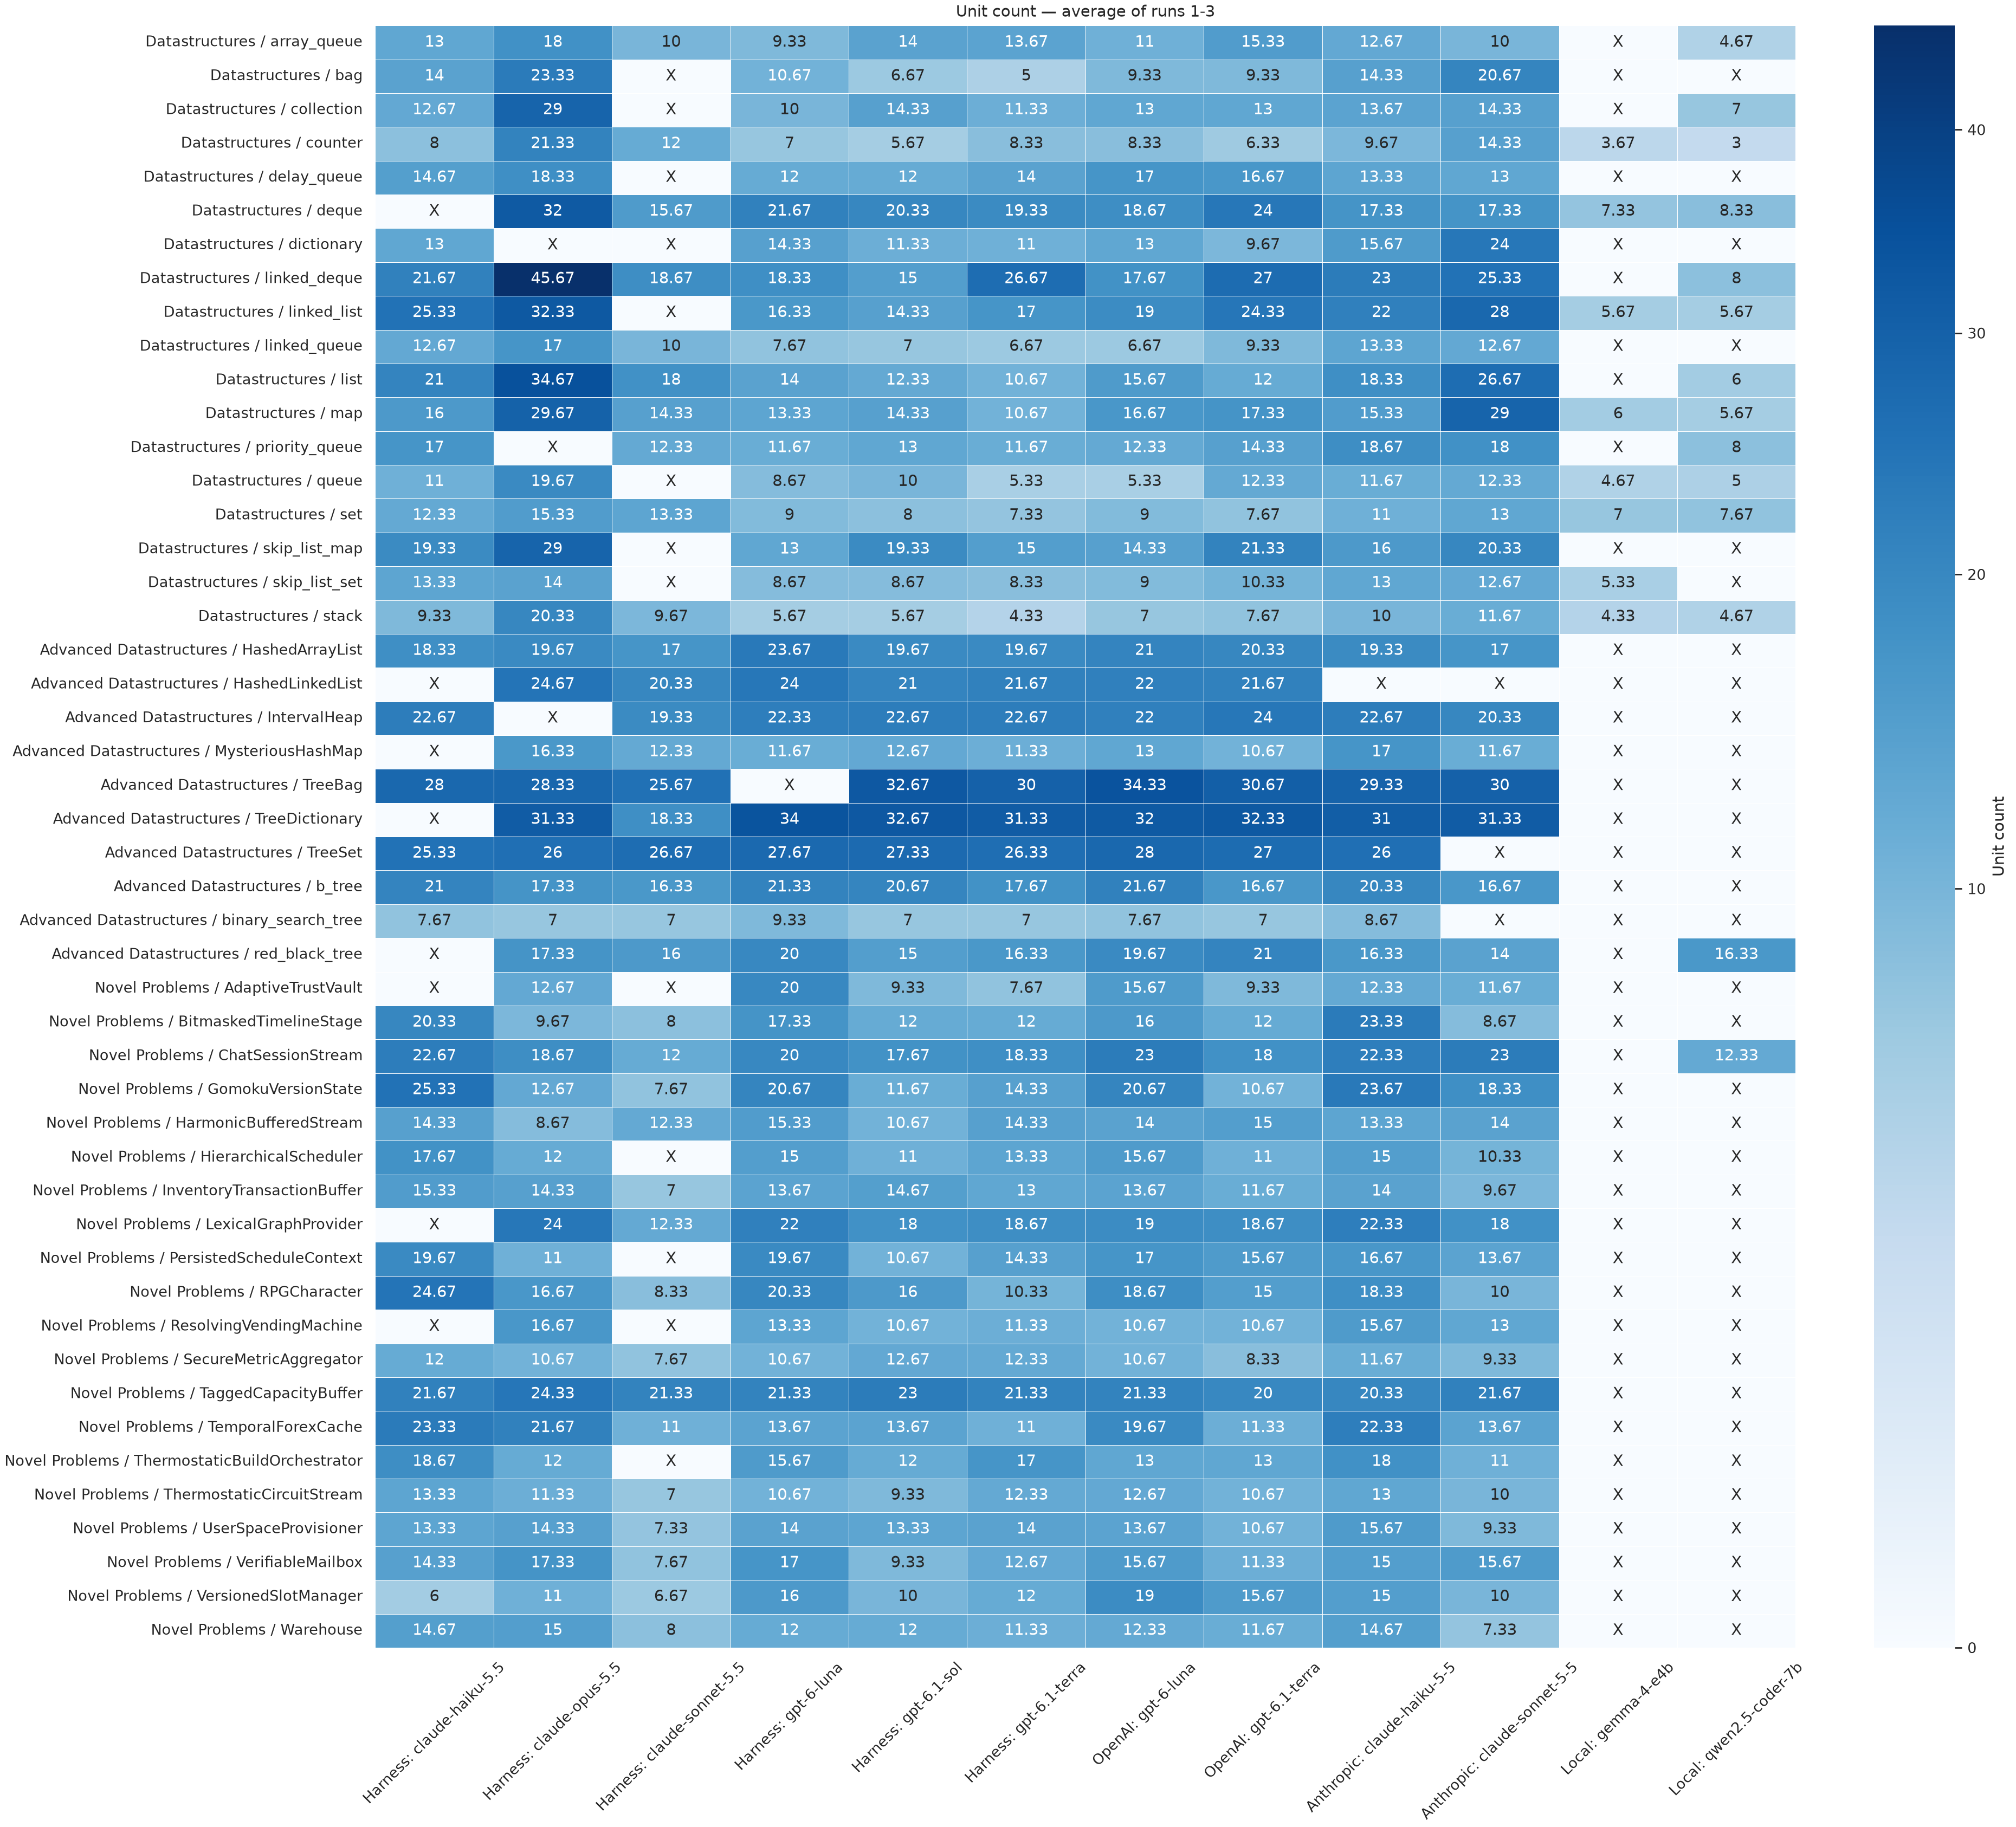 Unit count — average of runs 1-3
Datastructures / array_queue 13 18 10 9.33 14 13.67 11 15.33 12.67 10 X 4.67
Datastructures / bag 14 23.33 X 10.67 6.67 5 9.33 9.33 14.33 20.67 X X
Datastructures / collection 12.67 29 X 10 14.33 11.33 13 13 13.67 14.33 X 7
Datastructures / counter 8 21.33 12 7 5.67 8.33 8.33 6.33 9.67 14.33 3.67 3
Datastructures / delay_queue 14.67 18.33 X 12 12 14 17 16.67 13.33 13 X X
Datastructures / deque X 32 15.67 21.67 20.33 19.33 18.67 24 17.33 17.33 7.33 8.33
Datastructures / dictionary 13 X X 14.33 11.33 11 13 9.67 15.67 24 X X
Datastructures / linked_deque 21.67 45.67 18.67 18.33 15 26.67 17.67 27 23 25.33 X 8
Datastructures / linked_list 25.33 32.33 X 16.33 14.33 17 19 24.33 22 28 5.67 5.67
Datastructures / linked_queue 12.67 17 10 7.67 7 6.67 6.67 9.33 13.33 12.67 X X
Datastructures / list 21 34.67 18 14 12.33 10.67 15.67 12 18.33 26.67 X 6
Datastructures / map 16 29.67 14.33 13.33 14.33 10.67 16.67 17.33 15.33 29 6 5.67
Datastructures / priority_queue 17 X 12.33 11.67 13 11.67 12.33 14.33 18.67 18 X 8
Datastructures / queue 11 19.67 X 8.67 10 5.33 5.33 12.33 11.67 12.33 4.67 5
Datastructures / set 12.33 15.33 13.33 9 8 7.33 9 7.67 11 13 7 7.67
Datastructures / skip_list_map 19.33 29 X 13 19.33 15 14.33 21.33 16 20.33 X X
Datastructures / skip_list_set 13.33 14 X 8.67 8.67 8.33 9 10.33 13 12.67 5.33 X
Datastructures / stack 9.33 20.33 9.67 5.67 5.67 4.33 7 7.67 10 11.67 4.33 4.67
Advanced Datastructures / HashedArrayList 18.33 19.67 17 23.67 19.67 19.67 21 20.33 19.33 17 X X
Advanced Datastructures / HashedLinkedList X 24.67 20.33 24 21 21.67 22 21.67 X X X X
Advanced Datastructures / IntervalHeap 22.67 X 19.33 22.33 22.67 22.67 22 24 22.67 20.33 X X
Advanced Datastructures / MysteriousHashMap X 16.33 12.33 11.67 12.67 11.33 13 10.67 17 11.67 X X
Advanced Datastructures / TreeBag 28 28.33 25.67 X 32.67 30 34.33 30.67 29.33 30 X X
Advanced Datastructures / TreeDictionary X 31.33 18.33 34 32.67 31.33 32 32.33 31 31.33 X X
Advanced Datastructures / TreeSet 25.33 26 26.67 27.67 27.33 26.33 28 27 26 X X X
Advanced Datastructures / b_tree 21 17.33 16.33 21.33 20.67 17.67 21.67 16.67 20.33 16.67 X X
Advanced Datastructures / binary_search_tree 7.67 7 7 9.33 7 7 7.67 7 8.67 X X X
Advanced Datastructures / red_black_tree X 17.33 16 20 15 16.33 19.67 21 16.33 14 X 16.33
Novel Problems / AdaptiveTrustVault X 12.67 X 20 9.33 7.67 15.67 9.33 12.33 11.67 X X
Novel Problems / BitmaskedTimelineStage 20.33 9.67 8 17.33 12 12 16 12 23.33 8.67 X X
Novel Problems / ChatSessionStream 22.67 18.67 12 20 17.67 18.33 23 18 22.33 23 X 12.33
Novel Problems / GomokuVersionState 25.33 12.67 7.67 20.67 11.67 14.33 20.67 10.67 23.67 18.33 X X
Novel Problems / HarmonicBufferedStream 14.33 8.67 12.33 15.33 10.67 14.33 14 15 13.33 14 X X
Novel Problems / HierarchicalScheduler 17.67 12 X 15 11 13.33 15.67 11 15 10.33 X X
Novel Problems / InventoryTransactionBuffer 15.33 14.33 7 13.67 14.67 13 13.67 11.67 14 9.67 X X
Novel Problems / LexicalGraphProvider X 24 12.33 22 18 18.67 19 18.67 22.33 18 X X
Novel Problems / PersistedScheduleContext 19.67 11 X 19.67 10.67 14.33 17 15.67 16.67 13.67 X X
Novel Problems / RPGCharacter 24.67 16.67 8.33 20.33 16 10.33 18.67 15 18.33 10 X X
Novel Problems / ResolvingVendingMachine X 16.67 X 13.33 10.67 11.33 10.67 10.67 15.67 13 X X
Novel Problems / SecureMetricAggregator 12 10.67 7.67 10.67 12.67 12.33 10.67 8.33 11.67 9.33 X X
Novel Problems / TaggedCapacityBuffer 21.67 24.33 21.33 21.33 23 21.33 21.33 20 20.33 21.67 X X
Novel Problems / TemporalForexCache 23.33 21.67 11 13.67 13.67 11 19.67 11.33 22.33 13.67 X X
Novel Problems / ThermostaticBuildOrchestrator 18.67 12 X 15.67 12 17 13 13 18 11 X X
Novel Problems / ThermostaticCircuitStream 13.33 11.33 7 10.67 9.33 12.33 12.67 10.67 13 10 X X
Novel Problems / UserSpaceProvisioner 13.33 14.33 7.33 14 13.33 14 13.67 10.67 15.67 9.33 X X
Novel Problems / VerifiableMailbox 14.33 17.33 7.67 17 9.33 12.67 15.67 11.33 15 15.67 X X
Novel Problems / VersionedSlotManager 6 11 6.67 16 10 12 19 15.67 15 10 X X
Novel Problems / Warehouse 14.67 15 8 12 12 11.33 12.33 11.67 14.67 7.33 X X
Harness: claude-haiku-5.5
Harness: claude-opus-5.5
Harness: claude-sonnet-5.5
Harness: gpt-6-luna
Harness: gpt-6.1-sol
Harness: gpt-6.1-terra
OpenAI: gpt-6-luna
OpenAI: gpt-6.1-terra
Anthropic: claude-haiku-5-5
Anthropic: claude-sonnet-5-5
Local: gemma-4-e4b
Local: qwen2.5-coder-7b
40
30
20
10
0
Unit count